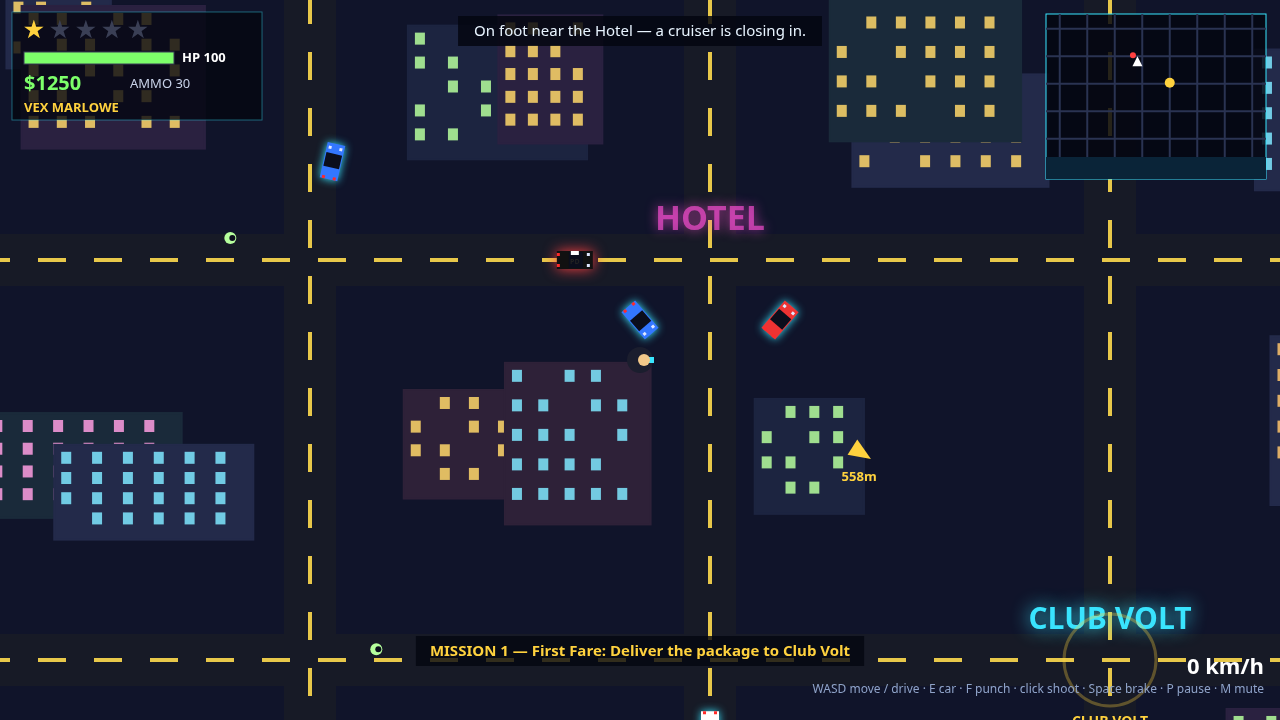 On foot near the Hotel — a cruiser is closing in.
HP 100
$1250
AMMO 30
VEX MARLOWE
HOTEL
558m
CLUB VOLT
MISSION 1 — First Fare: Deliver the package to Club Volt
0 km/h
WASD move / drive · E car · F punch · click shoot · Space brake · P pause · M mute
CLUB VOLT